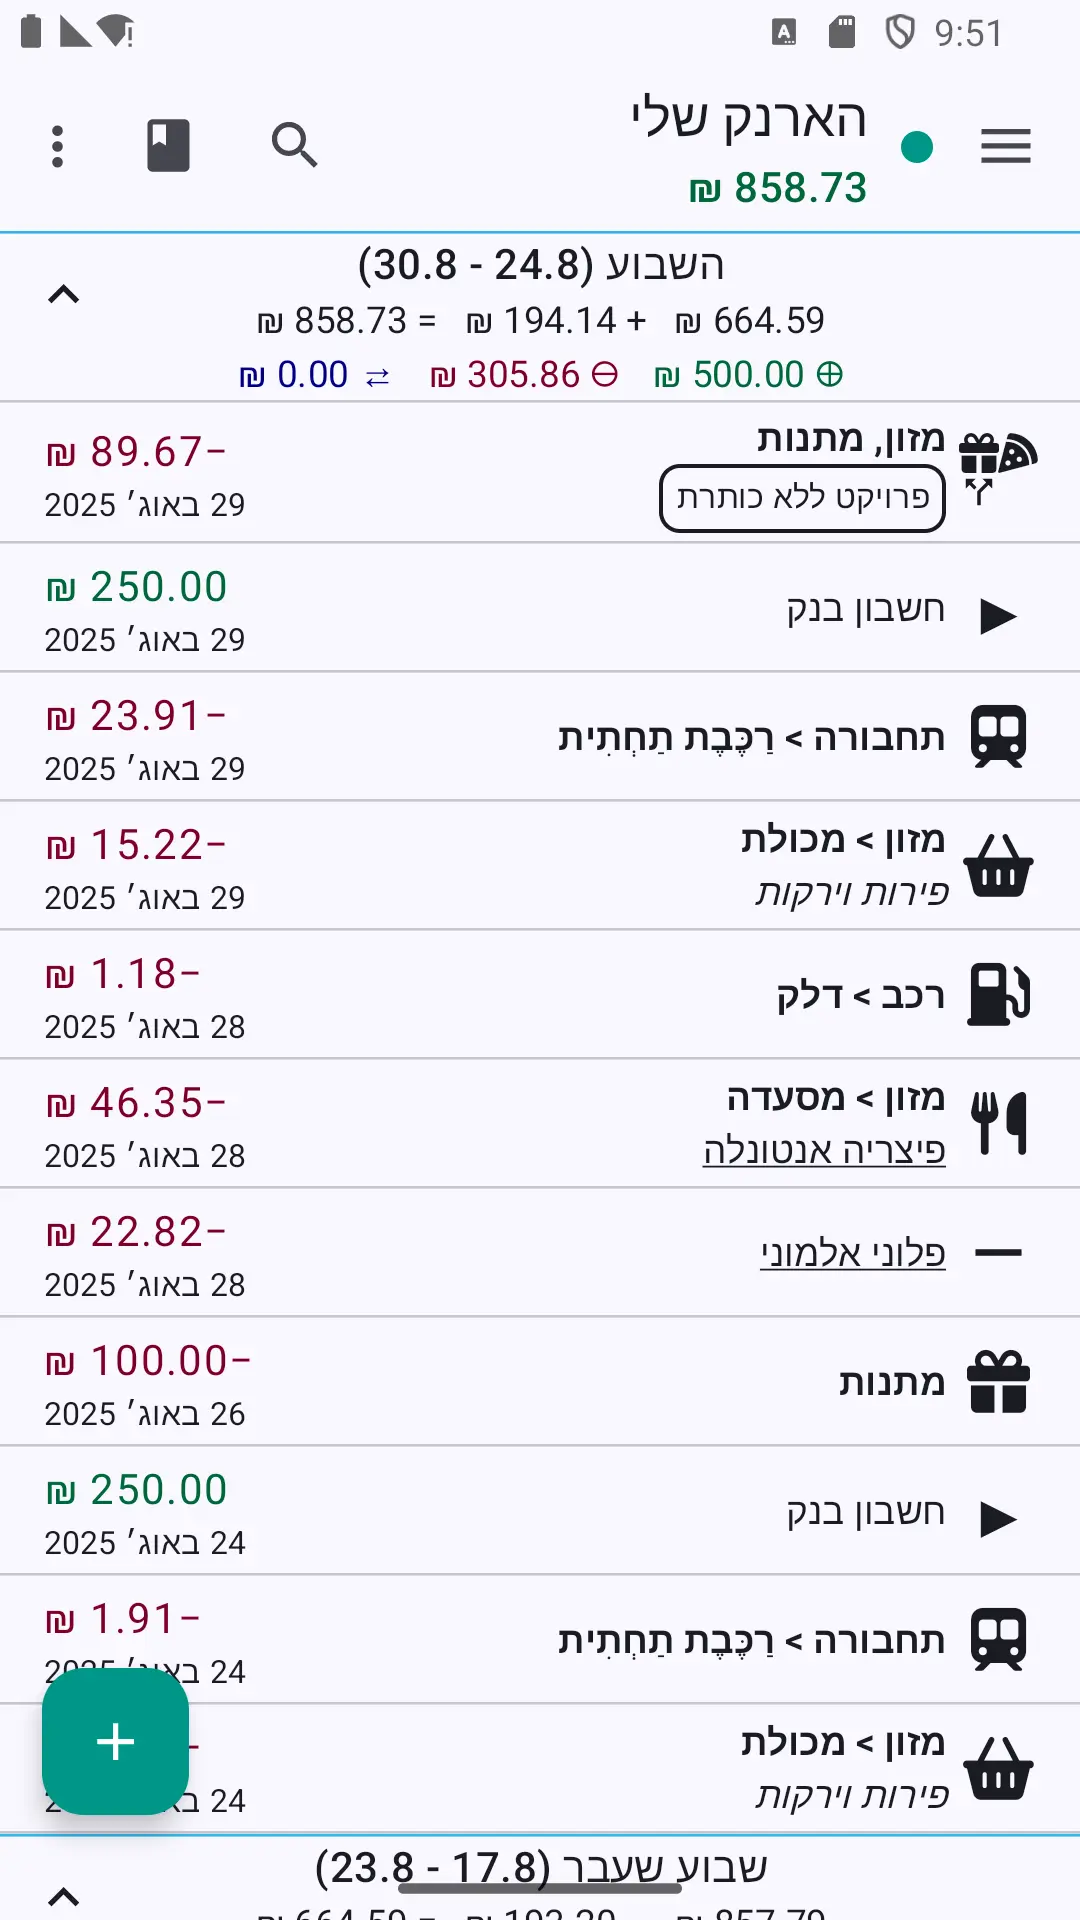 9:51
הארנק שלי
858.73 ₪
השבוע (24.8 - 30.8)
664.59 ₪ + 194.14 ₪ = 858.73 ₪
⊕ 500.00 ₪ ⊖ 305.86 ₪ ⇄ 0.00 ₪
מזון, מתנות
−89.67 ₪
פרויקט ללא כותרת
29 באוג׳ 2025
חשבון בנק
250.00 ₪
29 באוג׳ 2025
תחבורה > רַכֶּבֶת תַחְתִית
−23.91 ₪
29 באוג׳ 2025
מזון > מכולת
−15.22 ₪
פירות וירקות
29 באוג׳ 2025
רכב > דלק
−1.18 ₪
28 באוג׳ 2025
מזון > מסעדה
−46.35 ₪
פיצריה אנטונלה
28 באוג׳ 2025
פלוני אלמוני
−22.82 ₪
28 באוג׳ 2025
מתנות
−100.00 ₪
26 באוג׳ 2025
חשבון בנק
250.00 ₪
24 באוג׳ 2025
תחבורה > רַכֶּבֶת תַחְתִית
−1.91 ₪
24 באוג׳ 2025
מזון > מכולת
פירות וירקות
24
שבוע שעבר (17.8 - 23.8)